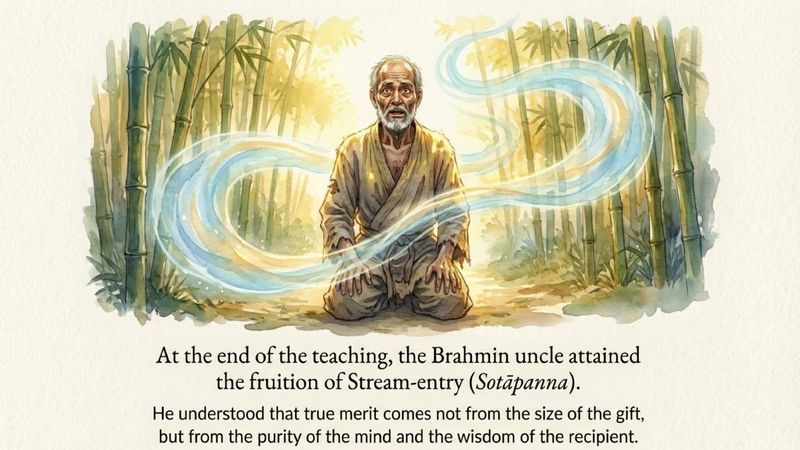 At the end of the teaching, the Brahmin uncle attained
the fruition of Stream-entry (Sotāpanna).
He understood that true merit comes not from the size of the gift,
but from the purity of the mind and the wisdom of the recipient.